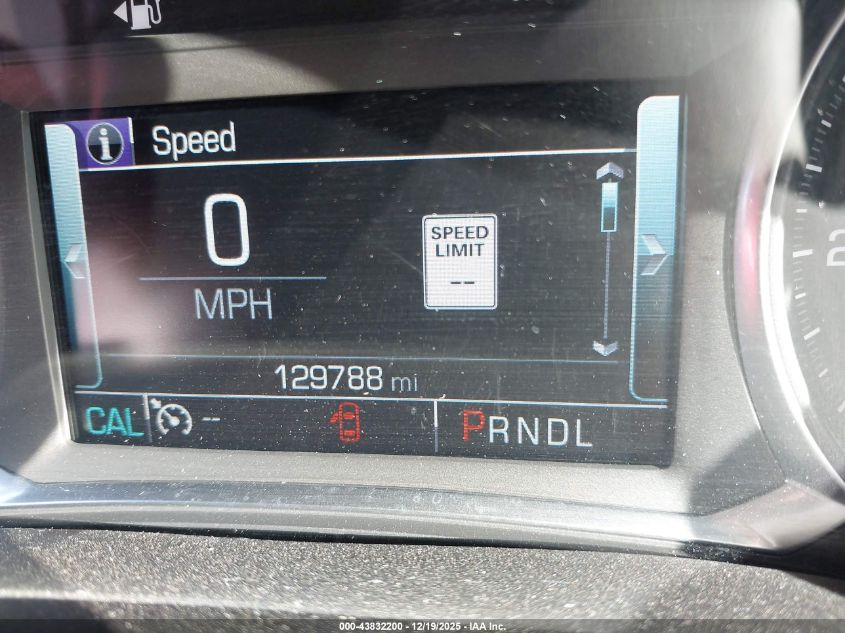 Speed
0
MPH
SPEED
LIMIT
--
129788 mi
CAL
--
PRNDL
000-43832200 - 12/19/2025 - IAA Inc.